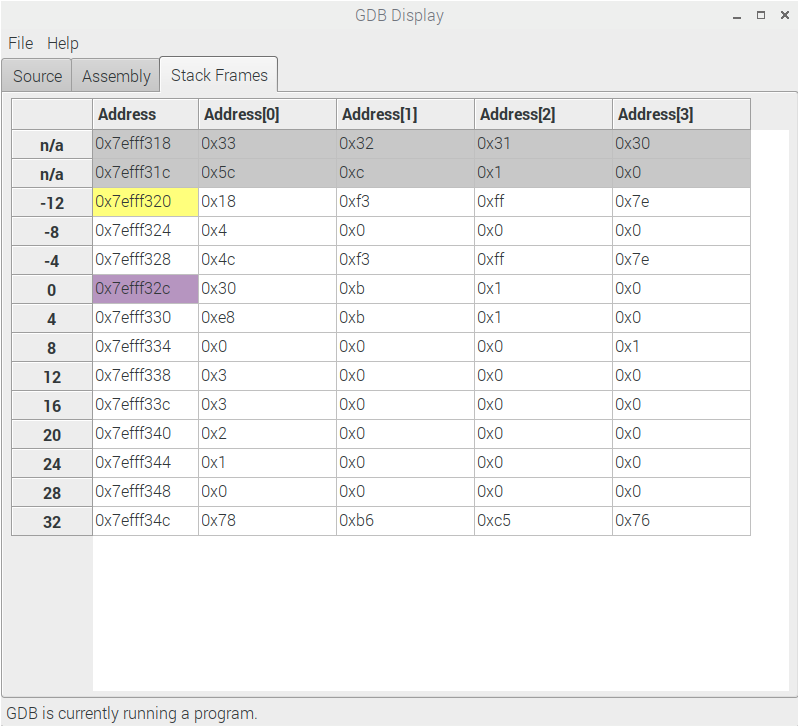 GDB Display
File Help
Source Assembly Stack Frames
Address Address[0] Address[1] Address[2] Address[3]
n/a 0x7efff318 0x33 0x32 0x31 0x30
n/a 0x7efff31c 0x5c 0xc 0x1 0x0
-12 0x7efff320 0x18 0xf3 0xff 0x7e
-8 0x7efff324 0x4 0x0 0x0 0x0
-4 0x7efff328 0x4c 0xf3 0xff 0x7e
0 0x7efff32c 0x30 0xb 0x1 0x0
4 0x7efff330 0xe8 0xb 0x1 0x0
8 0x7efff334 0x0 0x0 0x0 0x1
12 0x7efff338 0x3 0x0 0x0 0x0
16 0x7efff33c 0x3 0x0 0x0 0x0
20 0x7efff340 0x2 0x0 0x0 0x0
24 0x7efff344 0x1 0x0 0x0 0x0
28 0x7efff348 0x0 0x0 0x0 0x0
32 0x7efff34c 0x78 0xb6 0xc5 0x76
GDB is currently running a program.